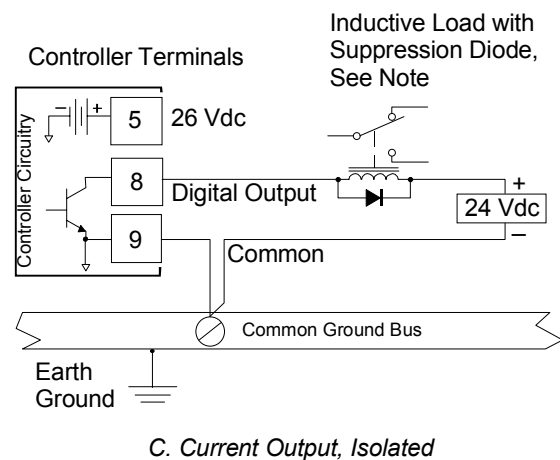 Inductive Load with
Suppression Diode,
See Note
Controller Terminals
Controller Circuitry
– + 5 26 Vdc
8 Digital Output
+
24 Vdc
–
9 Common
Common Ground Bus
Earth
Ground
C. Current Output, Isolated